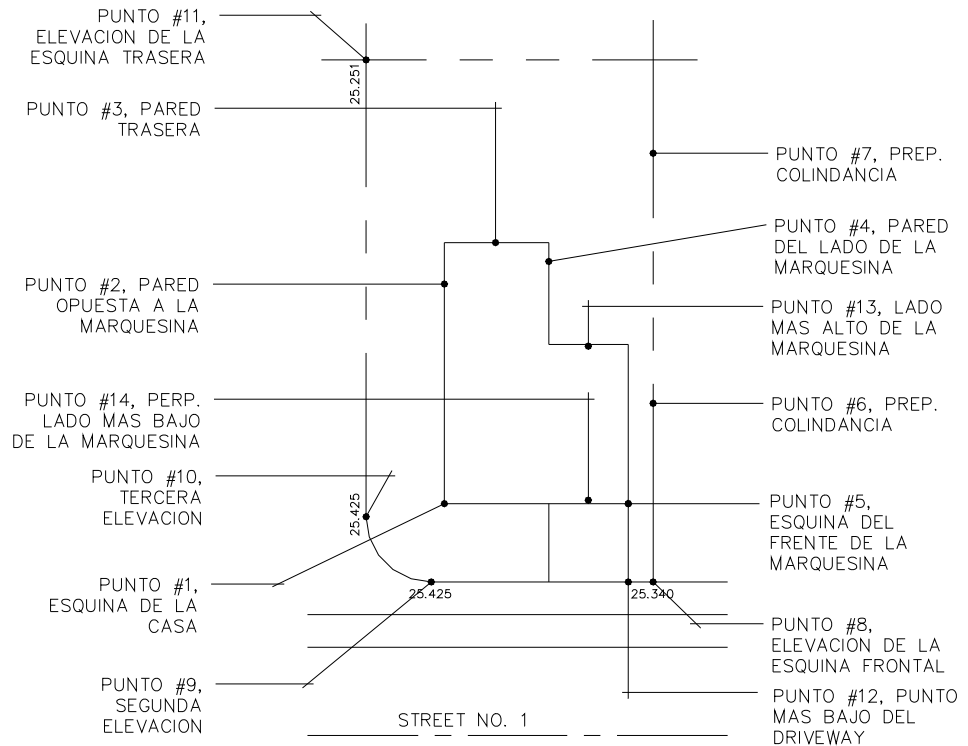 PUNTO #11,
ELEVACION DE LA
ESQUINA TRASERA
25.251
PUNTO #3, PARED
TRASERA
PUNTO #7, PREP.
COLINDANCIA
PUNTO #4, PARED
DEL LADO DE LA
MARQUESINA
PUNTO #2, PARED
OPUESTA A LA
MARQUESINA
PUNTO #13, LADO
MAS ALTO DE LA
MARQUESINA
PUNTO #14, PERP.
LADO MAS BAJO
DE LA MARQUESINA
PUNTO #6, PREP.
COLINDANCIA
PUNTO #10,
TERCERA
ELEVACION
25.425
PUNTO #5,
ESQUINA DEL
FRENTE DE LA
MARQUESINA
PUNTO #1,
ESQUINA DE LA
CASA
25.425
25.340
PUNTO #8,
ELEVACION DE LA
ESQUINA FRONTAL
PUNTO #9,
SEGUNDA
ELEVACION
PUNTO #12, PUNTO
MAS BAJO DEL
DRIVEWAY
STREET NO. 1